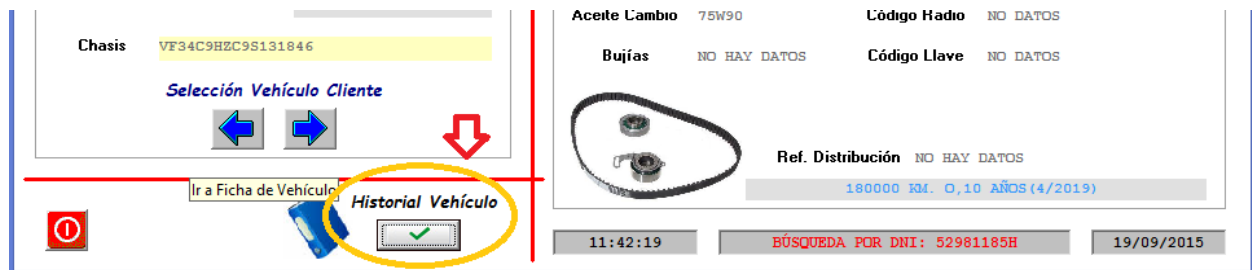 Aceite Cambio 75W90 Código Radio NO DATOS
Chasis VF34C9HZC9S131846
Bujías NO HAY DATOS Código Llave NO DATOS
Selección Vehículo Cliente
Ref. Distribución NO HAY DATOS
180000 KM. O,10 AÑOS(4/2019)
Ir a Ficha de Vehículo
Historial Vehículo
11:42:19 BÚSQUEDA POR DNI: 52981185H 19/09/2015